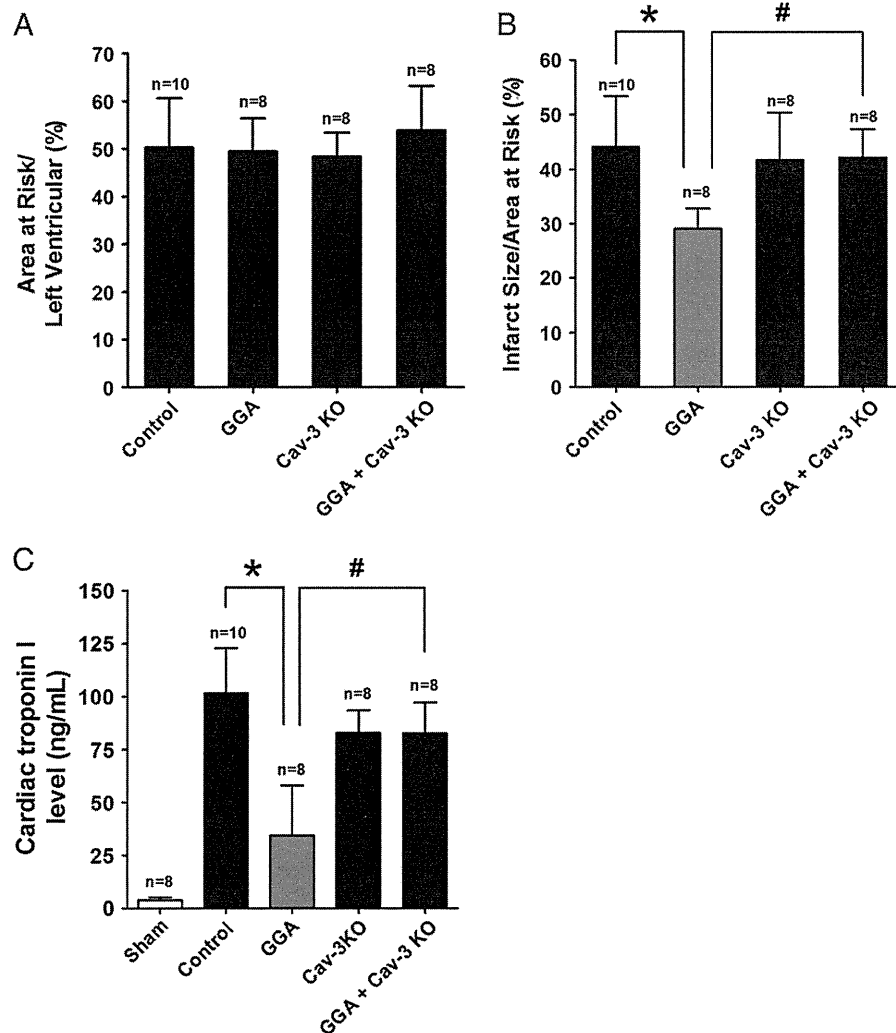 A
Area at Risk/
Left Ventricular (%)
70
60
50
40
30
20
10
0
n=10
n=8
n=8
n=8
Control
GGA
Cav-3 KO
GGA + Cav-3 KO
B
* #
Infarct Size/Area at Risk (%)
60
50
40
30
20
10
0
n=10
n=8
n=8
n=8
Control
GGA
Cav-3 KO
GGA + Cav-3 KO
C
* #
Cardiac troponin I
level (ng/mL)
150
125
100
75
50
25
0
n=8
n=10
n=8
n=8
n=8
Sham
Control
GGA
Cav-3KO
GGA + Cav-3 KO